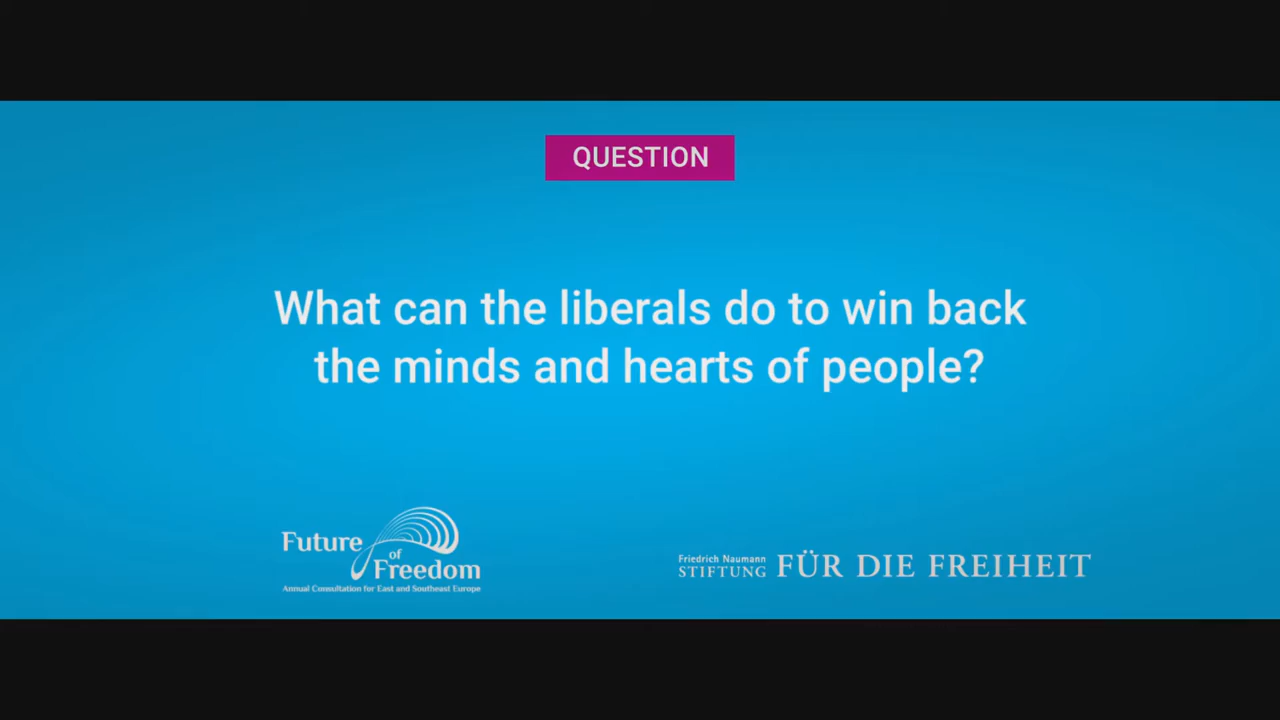 QUESTION
What can the liberals do to win back
the minds and hearts of people?
Future
of
Freedom
Annual Consultation for East and Southeast Europe
Friedrich Naumann
STIFTUNG FÜR DIE FREIHEIT